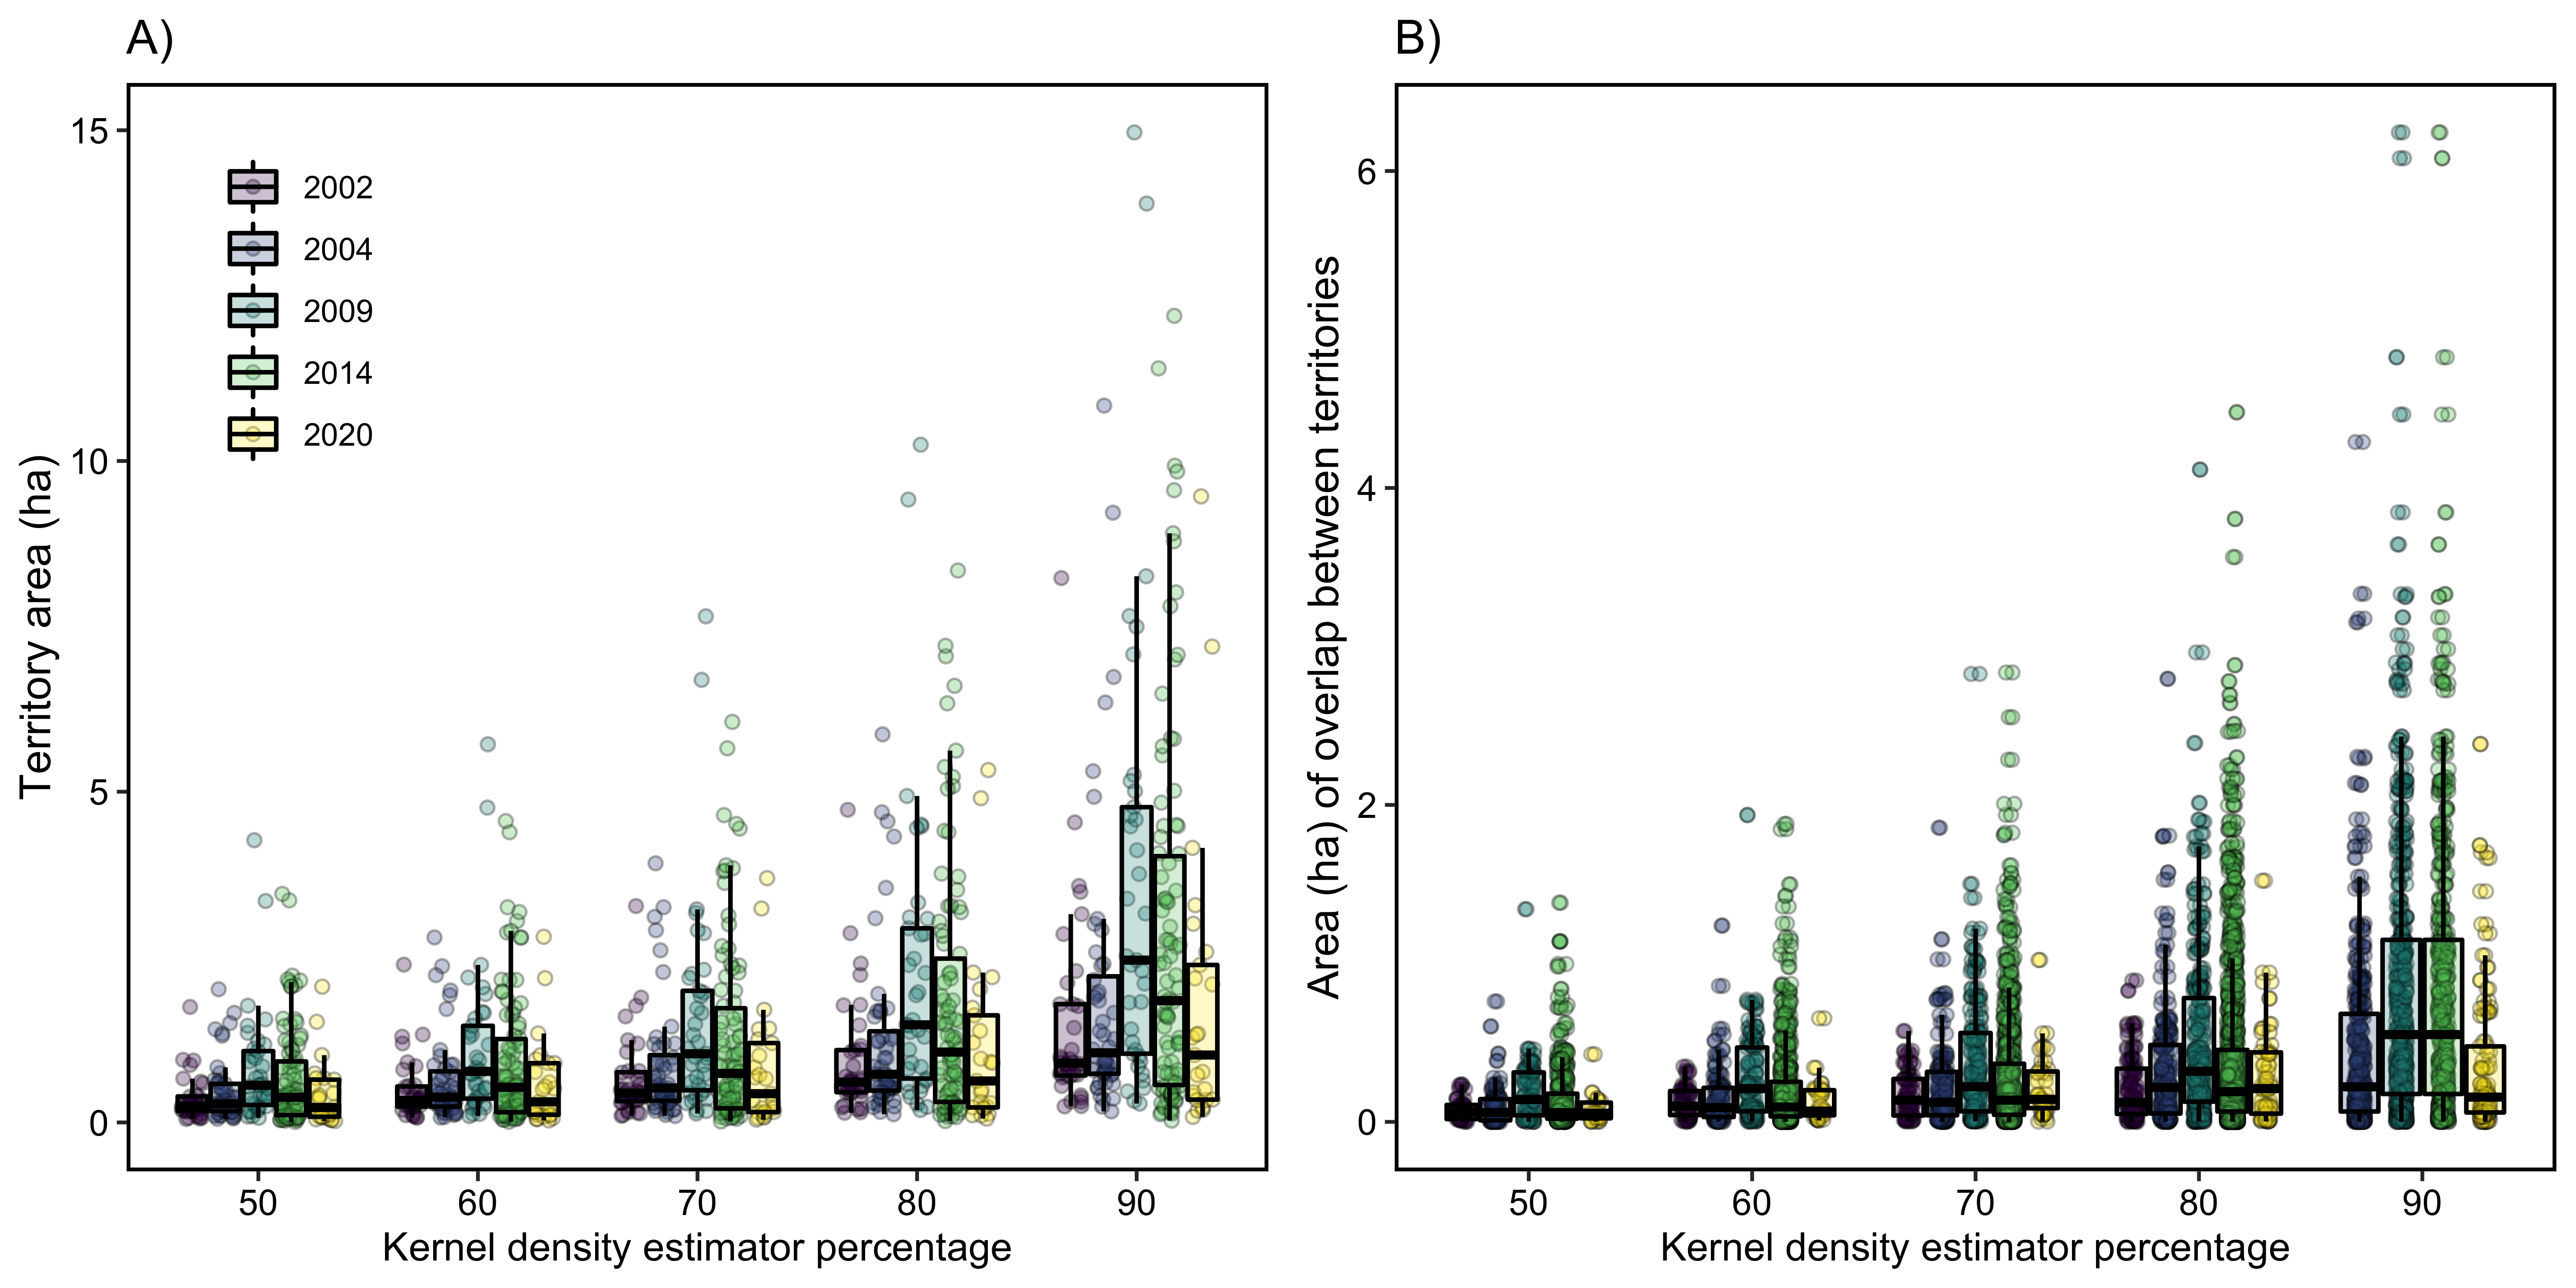 A)
Territory area (ha)
15
10
5
0
2002
2004
2009
2014
2020
50 60 70 80 90
Kernel density estimator percentage
B)
Area (ha) of overlap between territories
6
4
2
0
50 60 70 80 90
Kernel density estimator percentage